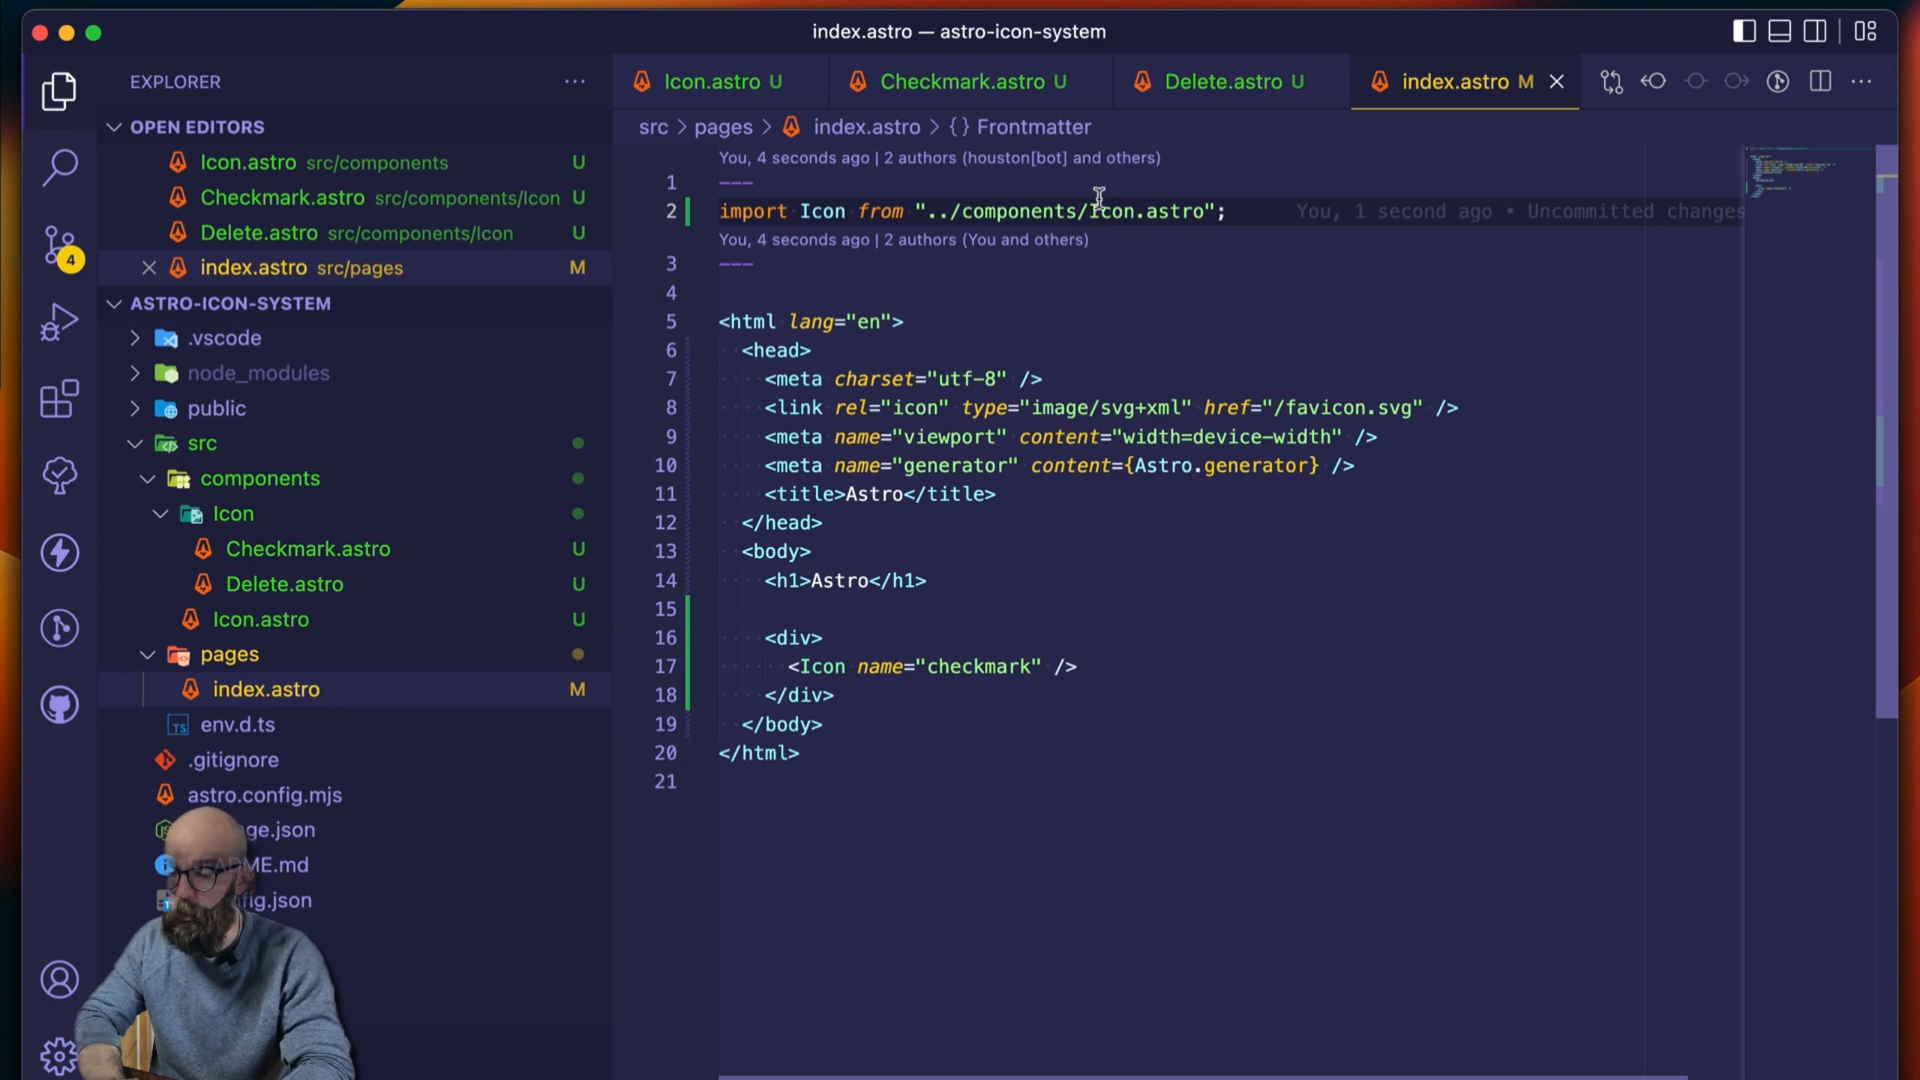 index.astro — astro-icon-system
EXPLORER
Icon.astro U
Checkmark.astro U
Delete.astro U
index.astro M
OPEN EDITORS
Icon.astro src/components U
Checkmark.astro src/components/Icon U
Delete.astro src/components/Icon U
index.astro src/pages M
ASTRO-ICON-SYSTEM
.vscode
node_modules
public
src
components
Icon
Checkmark.astro U
Delete.astro U
Icon.astro U
pages
index.astro M
env.d.ts
.gitignore
astro.config.mjs
ge.json
README.md
fig.json
4
src > pages > index.astro > {} Frontmatter
You, 4 seconds ago | 2 authors (houston[bot] and others)
1 ---
2 import Icon from "../components/Icon.astro"; You, 1 second ago • Uncommitted changes
You, 4 seconds ago | 2 authors (You and others)
3 ---
4
5 <html lang="en">
6 <head>
7 <meta charset="utf-8" />
8 <link rel="icon" type="image/svg+xml" href="/favicon.svg" />
9 <meta name="viewport" content="width=device-width" />
10 <meta name="generator" content={Astro.generator} />
11 <title>Astro</title>
12 </head>
13 <body>
14 <h1>Astro</h1>
15
16 <div>
17 <Icon name="checkmark" />
18 </div>
19 </body>
20 </html>
21